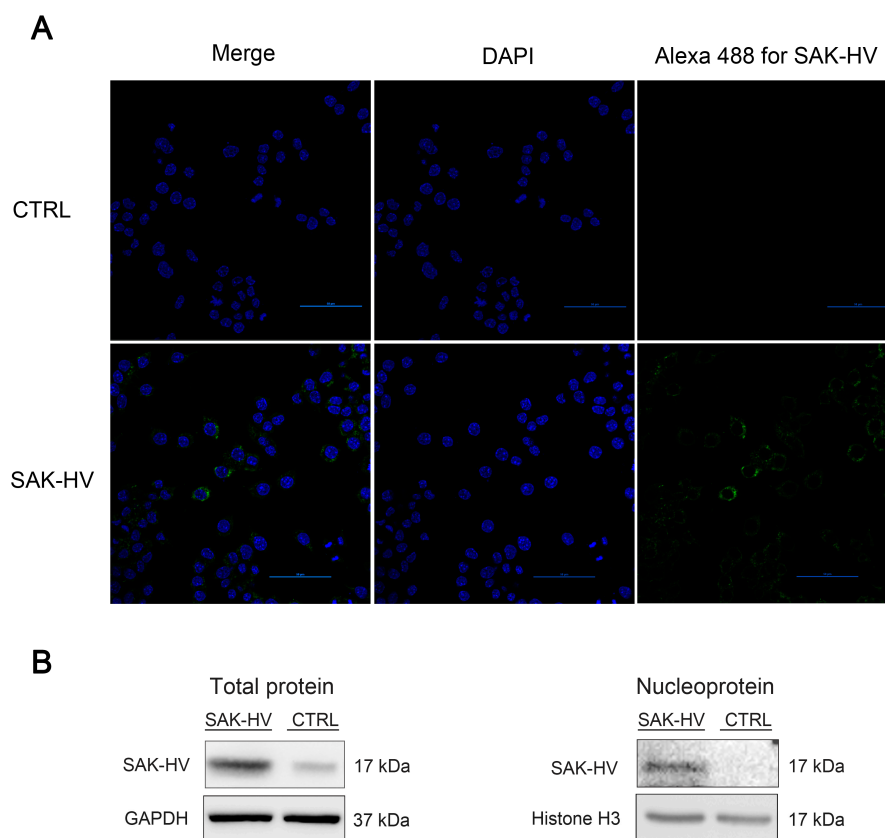 A
Merge DAPI Alexa 488 for SAK-HV
CTRL
SAK-HV
B
Total protein Nucleoprotein
SAK-HV CTRL SAK-HV CTRL
SAK-HV 17 kDa SAK-HV 17 kDa
GAPDH 37 kDa Histone H3 17 kDa